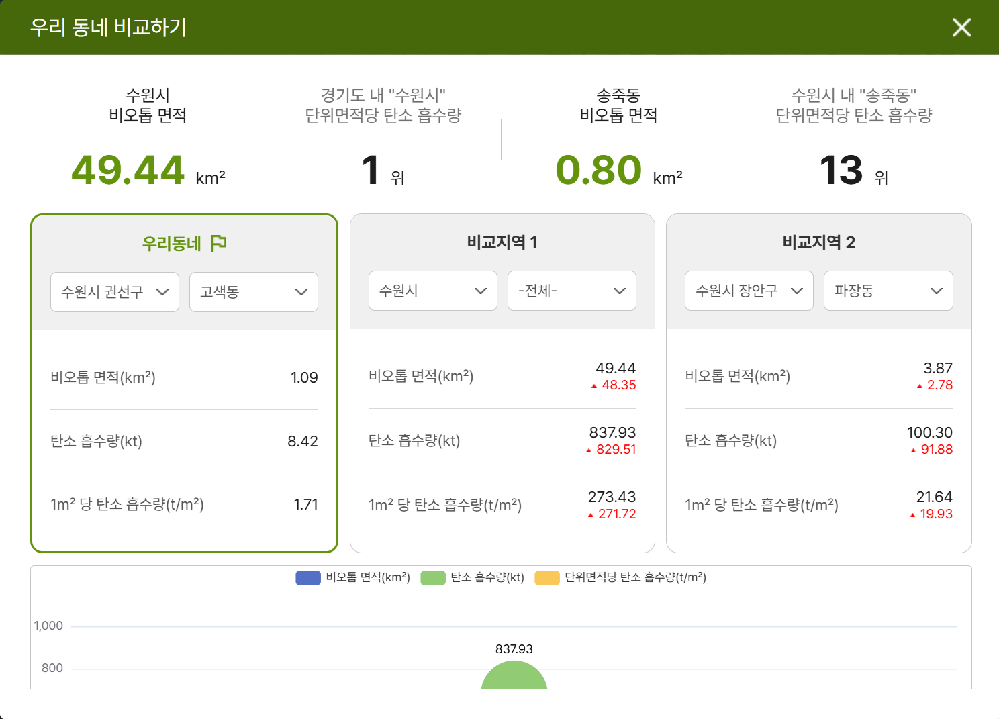 우리 동네 비교하기
수원시
비오톱 면적
49.44 km²
경기도 내 "수원시"
단위면적당 탄소 흡수량
1 위
송죽동
비오톱 면적
0.80 km²
수원시 내 "송죽동"
단위면적당 탄소 흡수량
13 위
우리동네
수원시 권선구 고색동
비오톱 면적(km²) 1.09
탄소 흡수량(kt) 8.42
1m² 당 탄소 흡수량(t/m²) 1.71
비교지역 1
수원시 -전체-
비오톱 면적(km²) 49.44
▲ 48.35
탄소 흡수량(kt) 837.93
▲ 829.51
1m² 당 탄소 흡수량(t/m²) 273.43
▲ 271.72
비교지역 2
수원시 장안구 파장동
비오톱 면적(km²) 3.87
▲ 2.78
탄소 흡수량(kt) 100.30
▲ 91.88
1m² 당 탄소 흡수량(t/m²) 21.64
▲ 19.93
비오톱 면적(km²) 탄소 흡수량(kt) 단위면적당 탄소 흡수량(t/m²)
1,000
837.93
800